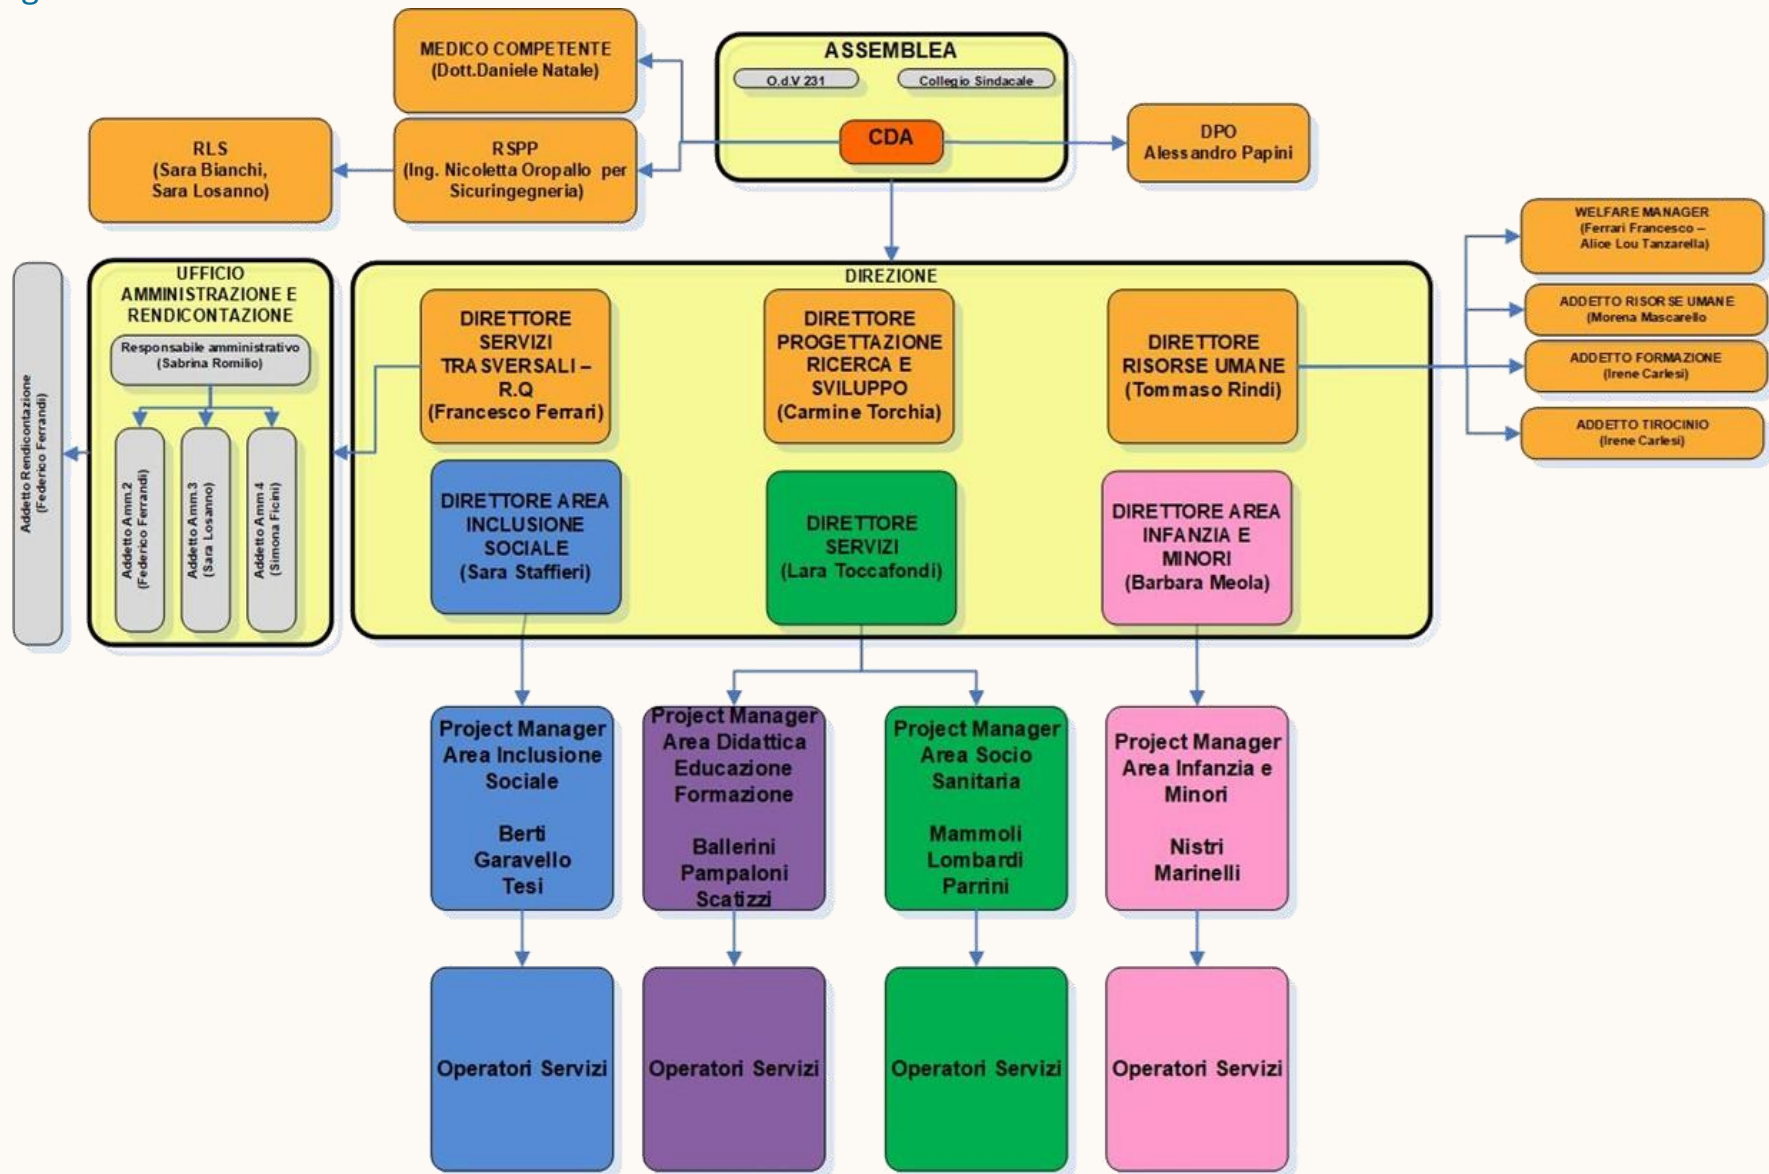 MEDICO COMPETENTE
(Dott.Daniele Natale)
ASSEMBLEA
O.d.V 231
Collegio Sindacale
CDA
DPO
Alessandro Papini
RLS
(Sara Bianchi,
Sara Losanno)
RSPP
(Ing. Nicoletta Oropallo per
Sicuringegneria)
WELFARE MANAGER
(Ferrari Francesco –
Alice Lou Tanzarella)
ADDETTO RISORSE UMANE
(Morena Mascarello
ADDETTO FORMAZIONE
(Irene Carlesi)
ADDETTO TIROCINIO
(Irene Carlesi)
Addetto Rendicontazione
(Federico Ferrandi)
UFFICIO
AMMINISTRAZIONE E
RENDICONTAZIONE
Responsabile amministrativo
(Sabrina Romilio)
Addetto Amm.2
(Federico Ferrandi)
Addetto Amm.3
(Sara Losanno)
Addetto Amm 4
(Simona Ficini)
DIREZIONE
DIRETTORE
SERVIZI
TRASVERSALI –
R.Q
(Francesco Ferrari)
DIRETTORE
PROGETTAZIONE
RICERCA E
SVILUPPO
(Carmine Torchia)
DIRETTORE
RISORSE UMANE
(Tommaso Rindi)
DIRETTORE AREA
INCLUSIONE
SOCIALE
(Sara Staffieri)
DIRETTORE
SERVIZI
(Lara Toccafondi)
DIRETTORE AREA
INFANZIA E
MINORI
(Barbara Meola)
Project Manager
Area Inclusione
Sociale
Berti
Garavello
Tesi
Project Manager
Area Didattica
Educazione
Formazione
Ballerini
Pampaloni
Scatizzi
Project Manager
Area Socio
Sanitaria
Mammoli
Lombardi
Parrini
Project Manager
Area Infanzia e
Minori
Nistri
Marinelli
Operatori Servizi
Operatori Servizi
Operatori Servizi
Operatori Servizi